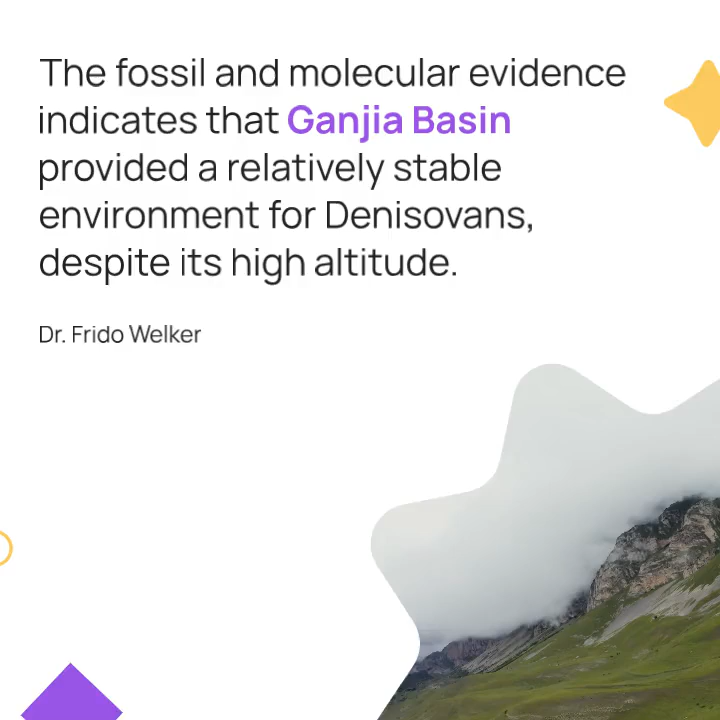 The fossil and molecular evidence
indicates that Ganjia Basin
provided a relatively stable
environment for Denisovans,
despite its high altitude.
Dr. Frido Welker